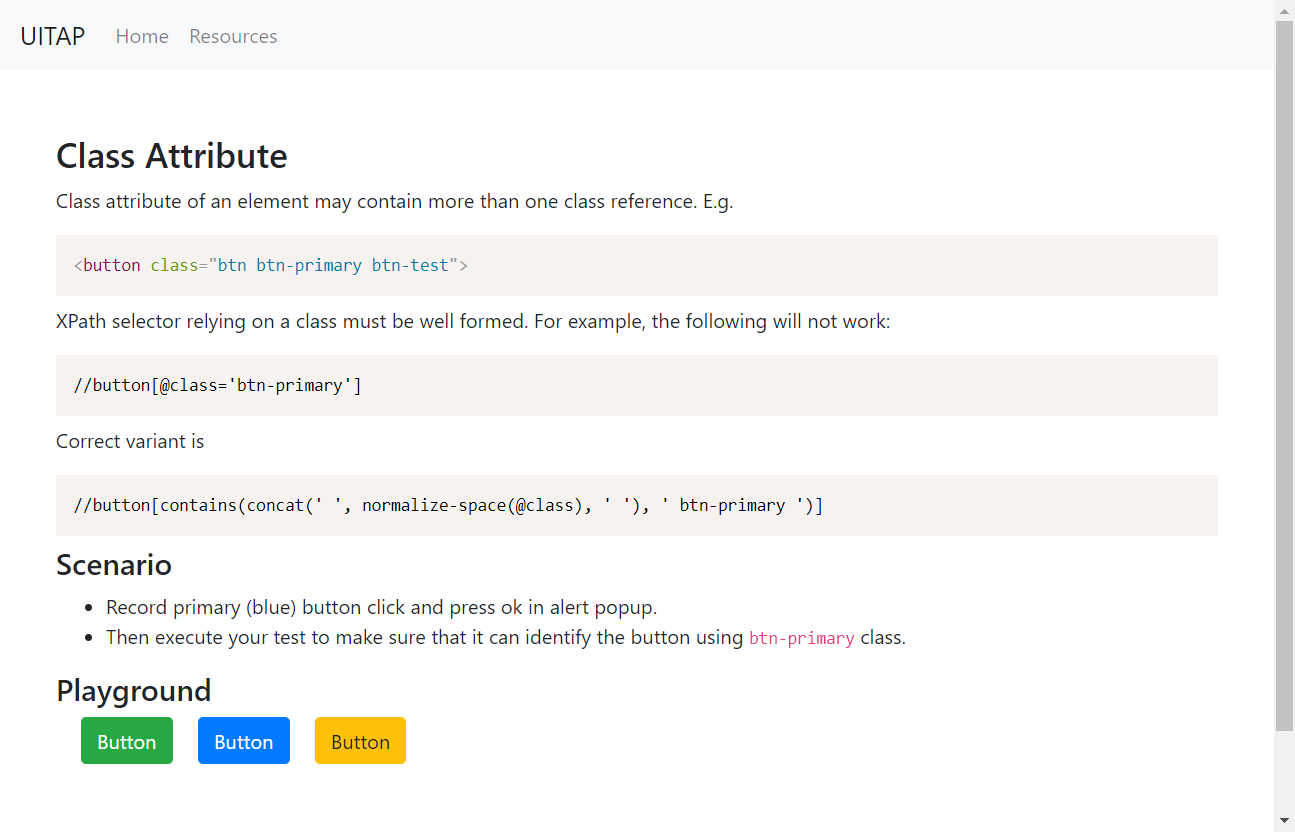 UITAP Home Resources
Class Attribute
Class attribute of an element may contain more than one class reference. E.g.
<button class="btn btn-primary btn-test">
XPath selector relying on a class must be well formed. For example, the following will not work:
//button[@class='btn-primary']
Correct variant is
//button[contains(concat(' ', normalize-space(@class), ' '), ' btn-primary ')]
Scenario
• Record primary (blue) button click and press ok in alert popup.
• Then execute your test to make sure that it can identify the button using btn-primary class.
Playground
Button Button Button